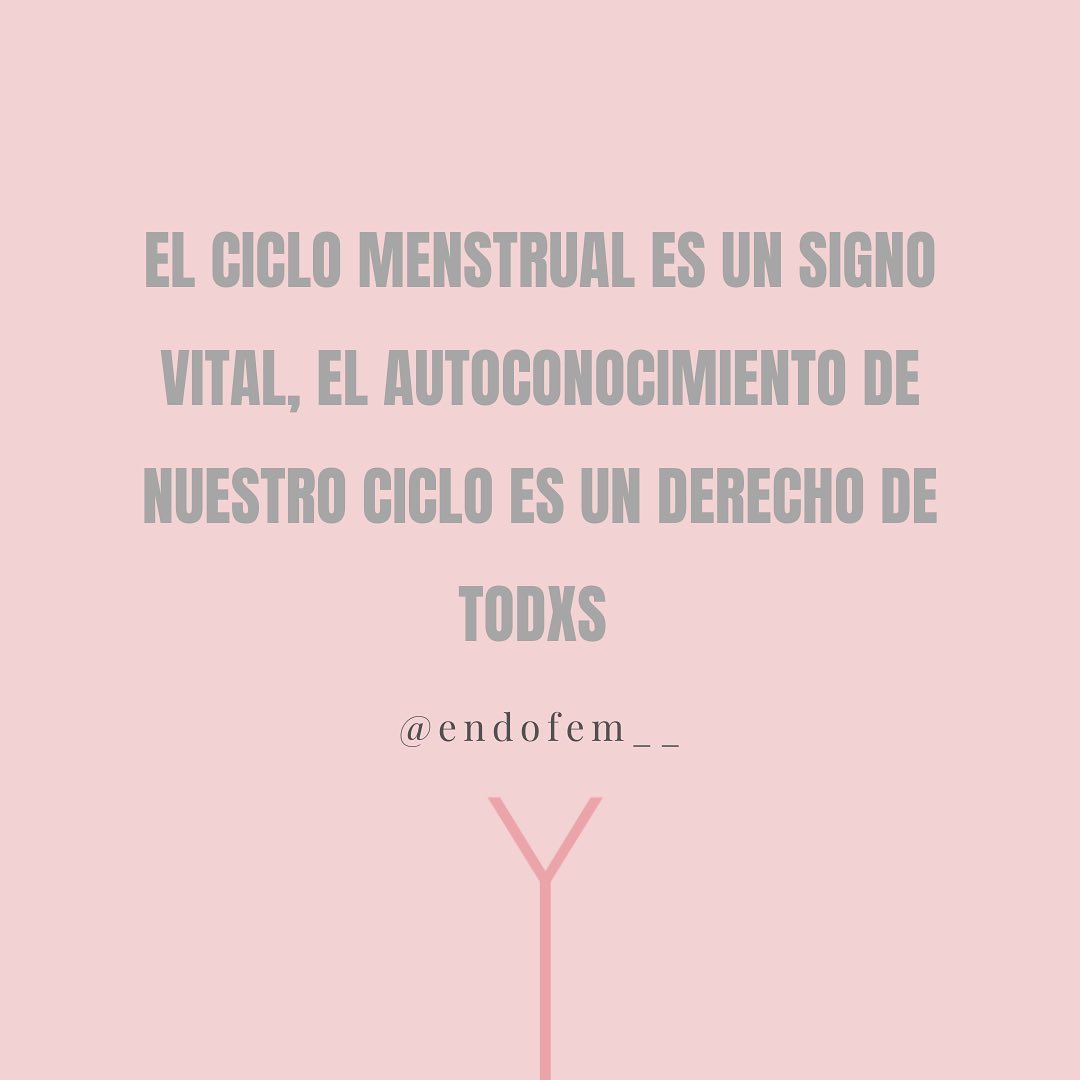 EL CICLO MENSTRUAL ES UN SIGNO
VITAL, EL AUTOCONOCIMIENTO DE
NUESTRO CICLO ES UN DERECHO DE
TODXS
@endofem__